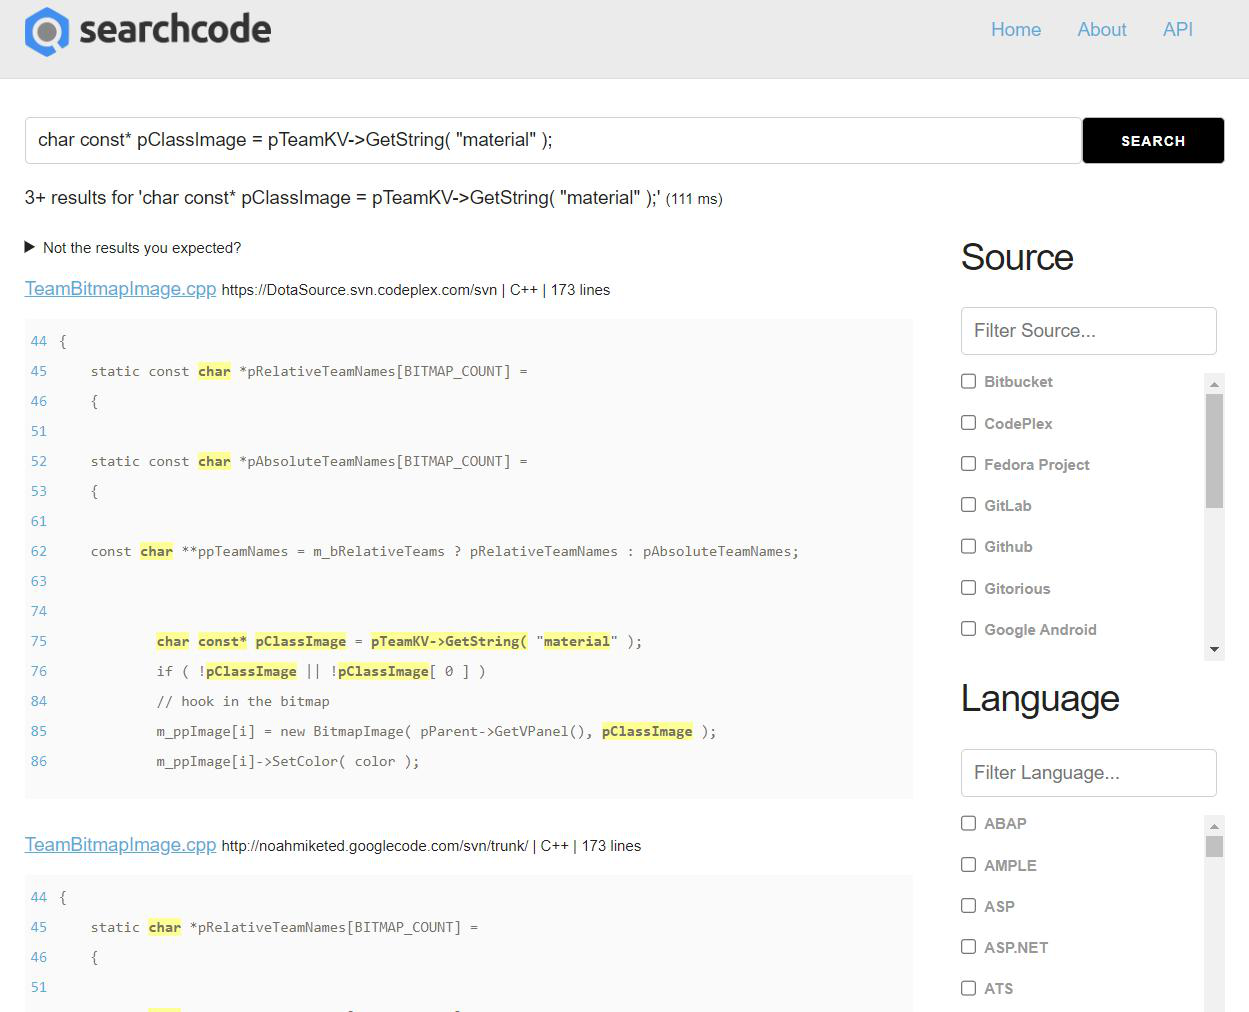 searchcode
Home About API
char const* pClassImage = pTeamKV->GetString( "material" );
SEARCH
3+ results for 'char const* pClassImage = pTeamKV->GetString( "material" );' (111 ms)
Not the results you expected?
TeamBitmapImage.cpp https://DotaSource.svn.codeplex.com/svn | C++ | 173 lines
44 {
45 static const char *pRelativeTeamNames[BITMAP_COUNT] =
46 {
51
52 static const char *pAbsoluteTeamNames[BITMAP_COUNT] =
53 {
61
62 const char **ppTeamNames = m_bRelativeTeams ? pRelativeTeamNames : pAbsoluteTeamNames;
63
74
75 char const* pClassImage = pTeamKV->GetString( "material" );
76 if ( !pClassImage || !pClassImage[ 0 ] )
84 // hook in the bitmap
85 m_ppImage[i] = new BitmapImage( pParent->GetVPanel(), pClassImage );
86 m_ppImage[i]->SetColor( color );
TeamBitmapImage.cpp http://noahmiketed.googlecode.com/svn/trunk/ | C++ | 173 lines
44 {
45 static char *pRelativeTeamNames[BITMAP_COUNT] =
46 {
51
Source
Filter Source...
Bitbucket
CodePlex
Fedora Project
GitLab
Github
Gitorious
Google Android
Language
Filter Language...
ABAP
AMPLE
ASP
ASP.NET
ATS